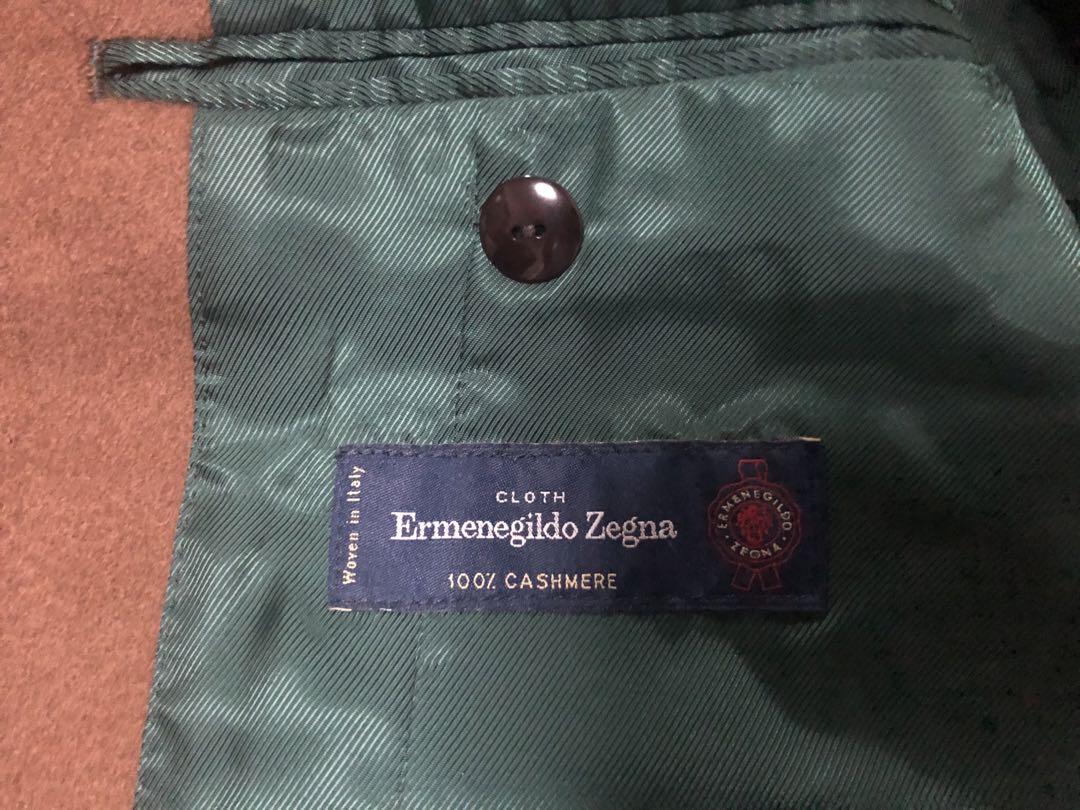 Woven in Italy
CLOTH
Ermenegildo Zegna
100% CASHMERE
ERMENEGILDO
ZEGNA